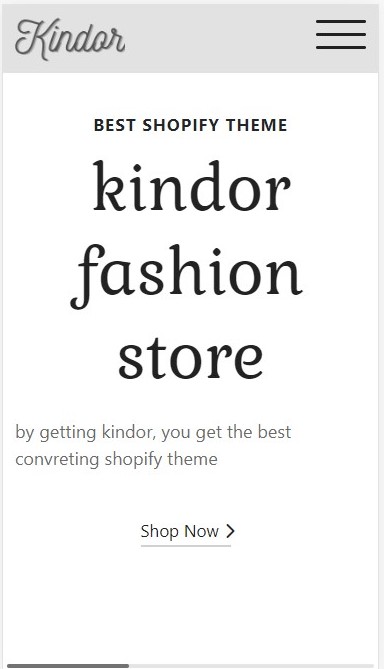 Kindor
BEST SHOPIFY THEME
kindor
fashion
store
by getting kindor, you get the best
convreting shopify theme
Shop Now